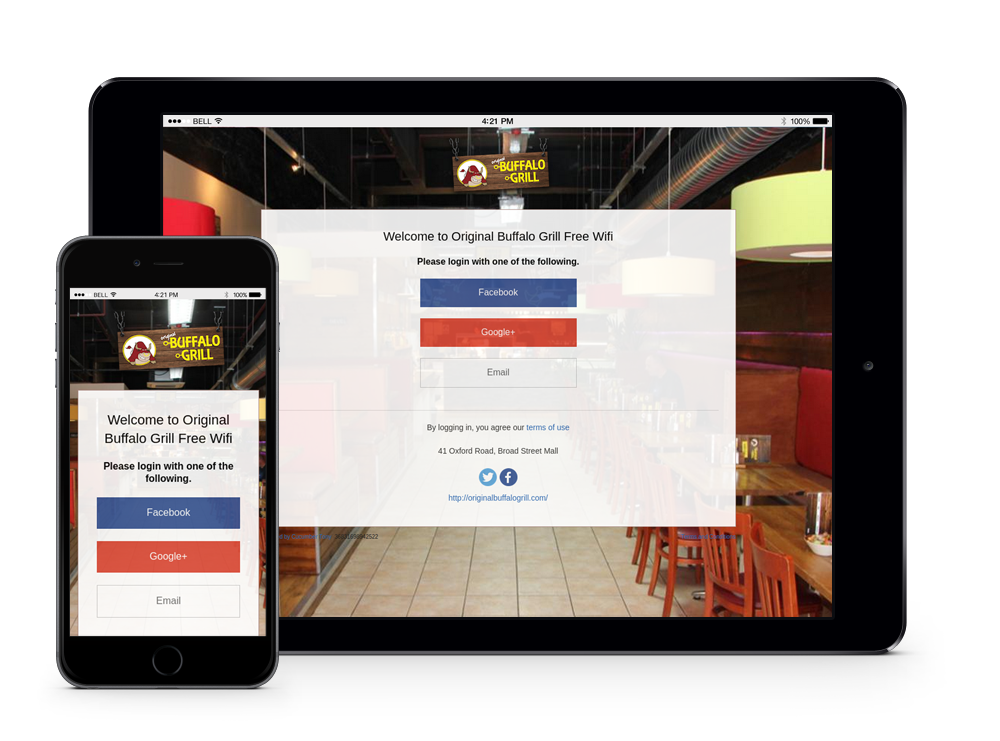 BELL
4:21 PM
100%
original
BUFFALO
GRILL
Welcome to Original Buffalo Grill Free Wifi
Please login with one of the following.
Facebook
Google+
Email
By logging in, you agree our terms of use
41 Oxford Road, Broad Street Mall
http://originalbuffalogrill.com/
BELL
4:21 PM
100%
original
BUFFALO
GRILL
Welcome to Original
Buffalo Grill Free Wifi
Please login with one of the
following.
Facebook
Google+
Email